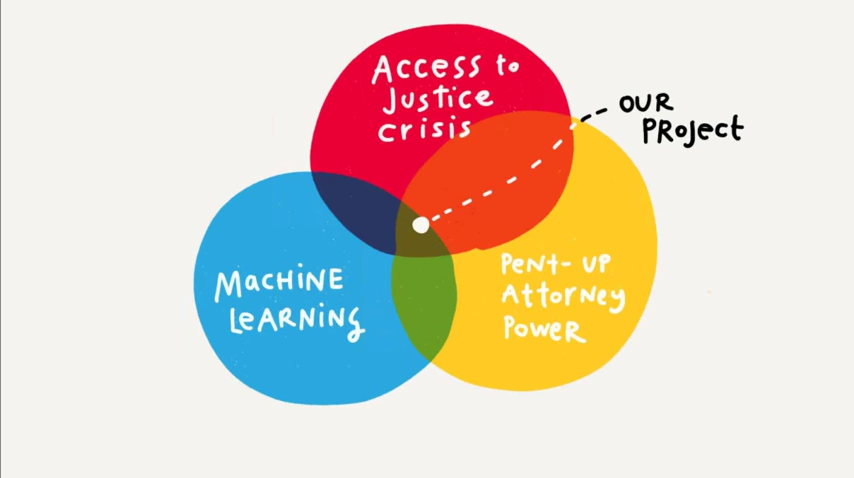 Access to
Justice
crisis
OUR
PROJECT
MACHINE
LEARNING
PENT-UP
Attorney
POWER